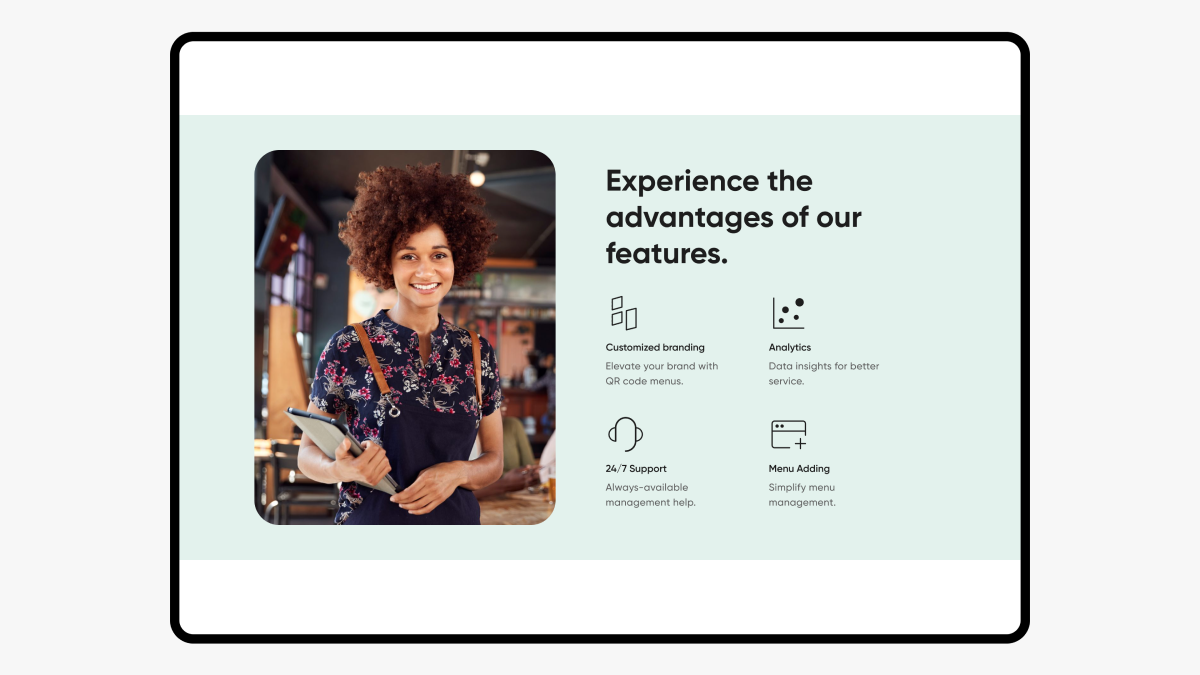 Experience the
advantages of our
features.
Customized branding
Elevate your brand with
QR code menus.
Analytics
Data insights for better
service.
24/7 Support
Always-available
management help.
Menu Adding
Simplify menu
management.